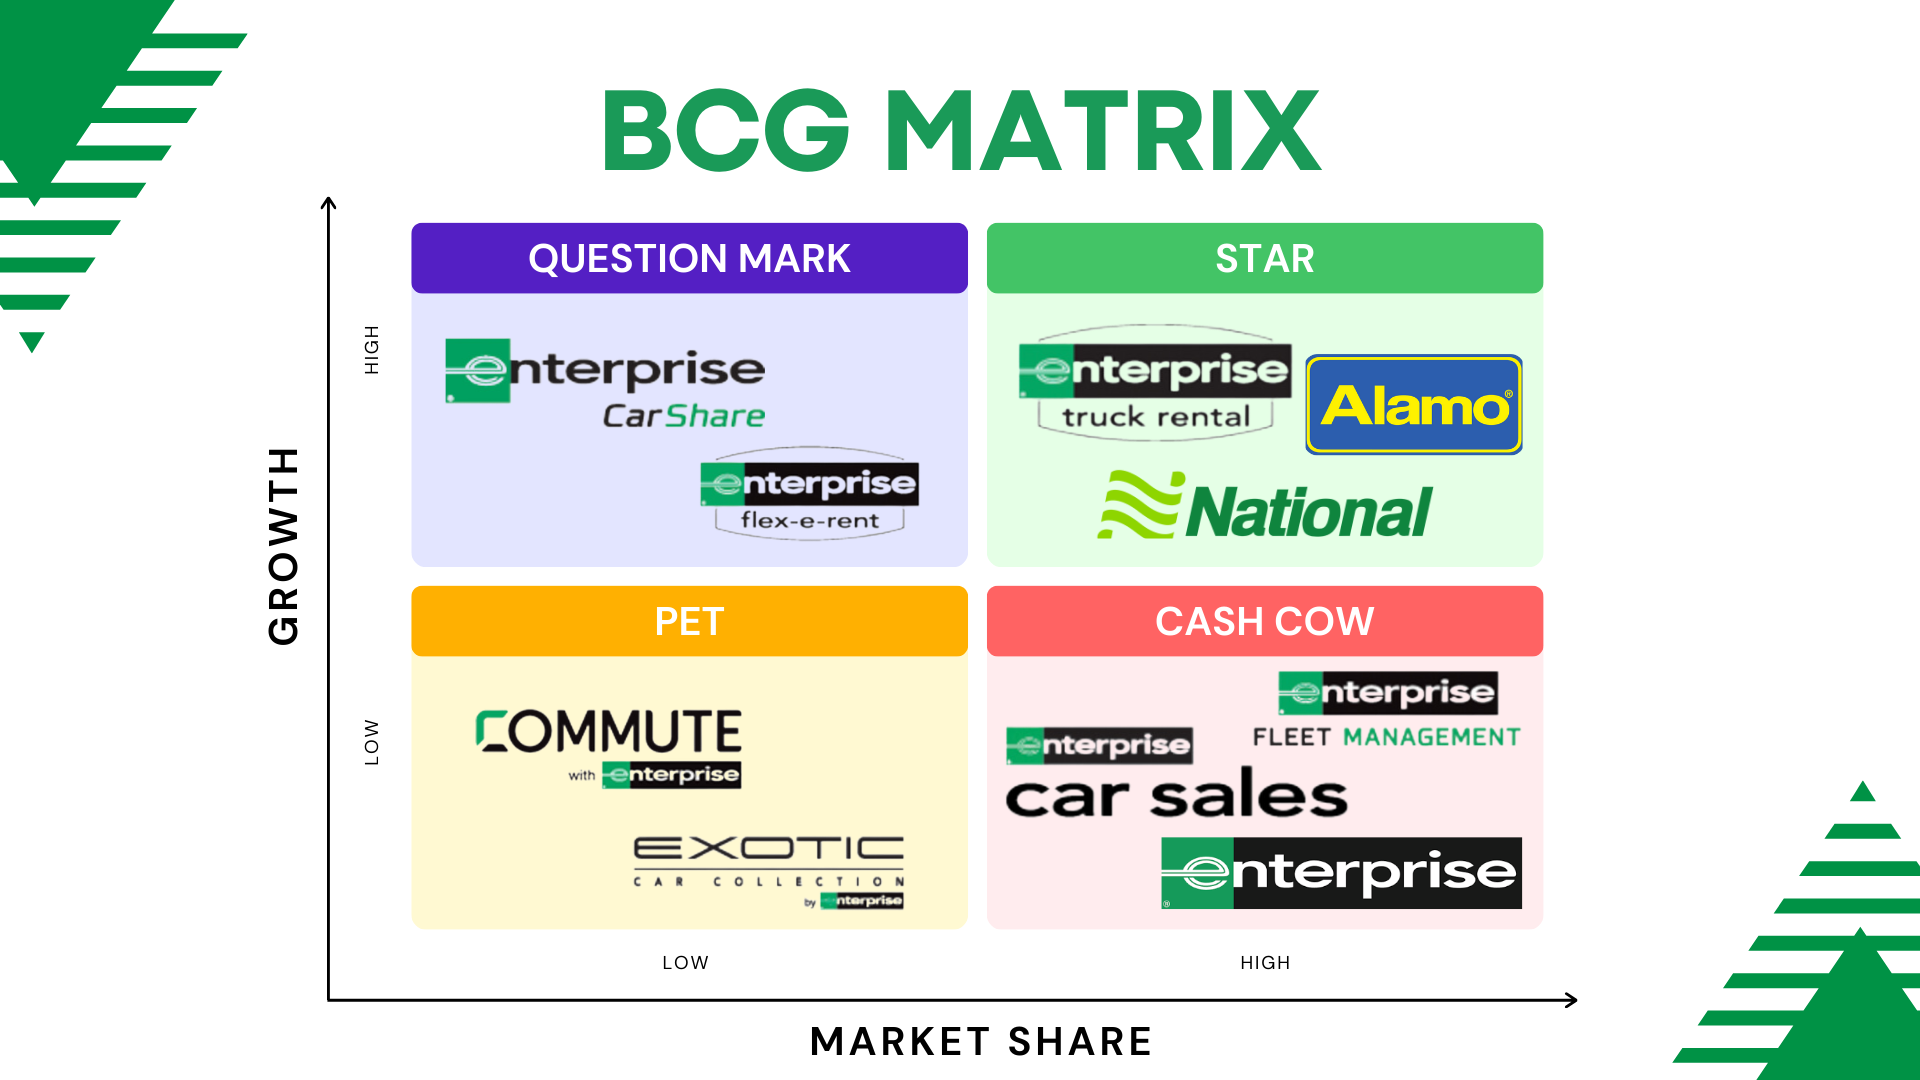 BCG MATRIX
QUESTION MARK
enterprise
CarShare
enterprise
flex-e-rent
STAR
enterprise
truck rental
Alamo®
National
PET
COMMUTE
with enterprise
EXOTIC
CAR COLLECTION
by enterprise
CASH COW
enterprise
FLEET MANAGEMENT
enterprise
car sales
enterprise
®
GROWTH
HIGH
LOW
LOW
HIGH
MARKET SHARE